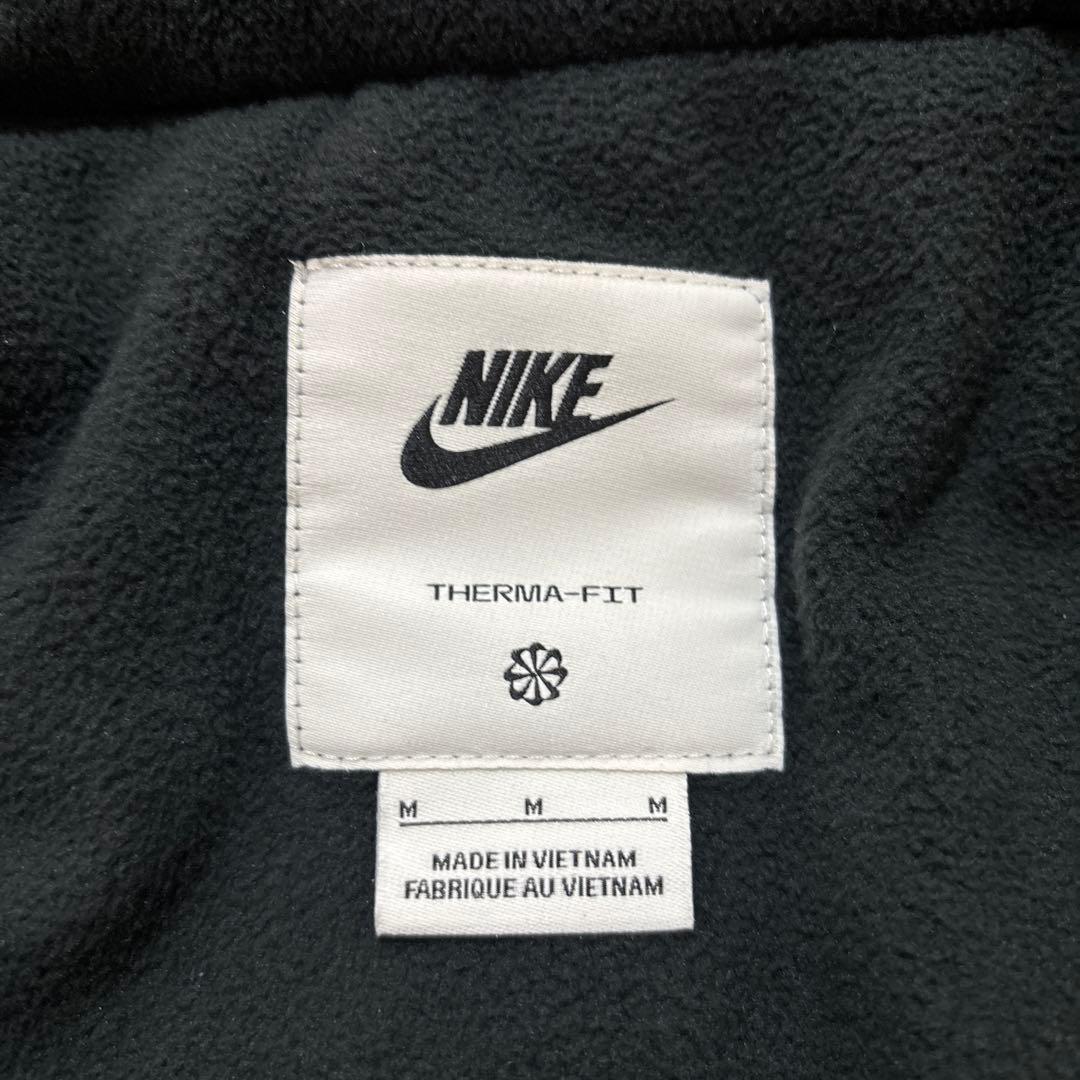 NIKE
THERMA-FIT
M M M
MADE IN VIETNAM
FABRIQUE AU VIETNAM